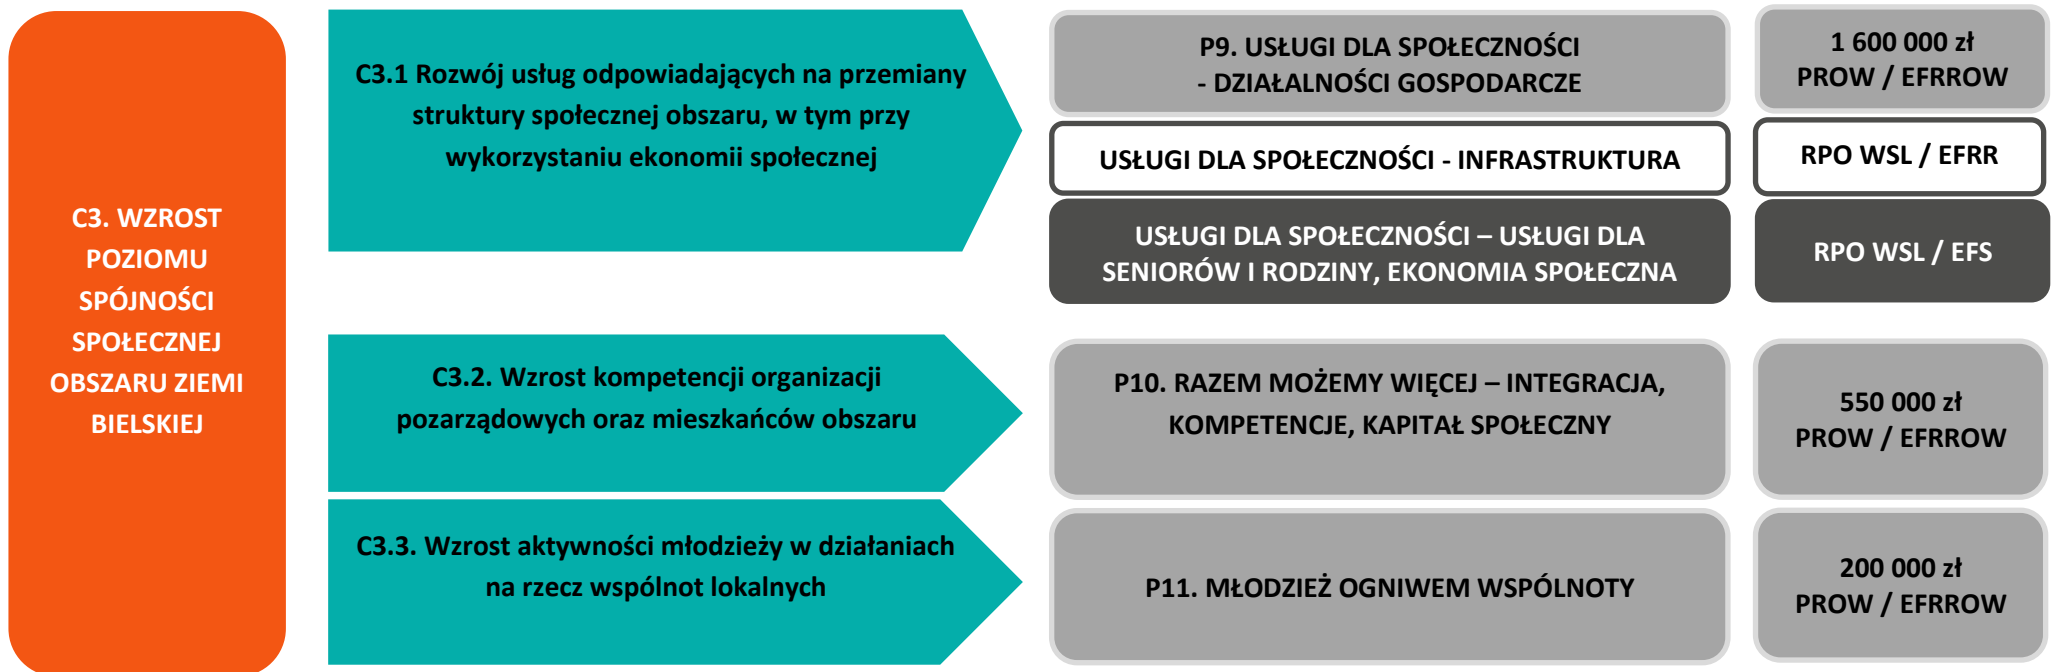 C3. WZROST
POZIOMU
SPÓJNOŚCI
SPOŁECZNEJ
OBSZARU ZIEMI
BIELSKIEJ
C3.1 Rozwój usług odpowiadających na przemiany
struktury społecznej obszaru, w tym przy
wykorzystaniu ekonomii społecznej
P9. USŁUGI DLA SPOŁECZNOŚCI
- DZIAŁALNOŚCI GOSPODARCZE
1 600 000 zł
PROW / EFRROW
USŁUGI DLA SPOŁECZNOŚCI - INFRASTRUKTURA
RPO WSL / EFRR
USŁUGI DLA SPOŁECZNOŚCI – USŁUGI DLA
SENIORÓW I RODZINY, EKONOMIA SPOŁECZNA
RPO WSL / EFS
C3.2. Wzrost kompetencji organizacji
pozarządowych oraz mieszkańców obszaru
P10. RAZEM MOŻEMY WIĘCEJ – INTEGRACJA,
KOMPETENCJE, KAPITAŁ SPOŁECZNY
550 000 zł
PROW / EFRROW
C3.3. Wzrost aktywności młodzieży w działaniach
na rzecz wspólnot lokalnych
P11. MŁODZIEŻ OGNIWEM WSPÓLNOTY
200 000 zł
PROW / EFRROW